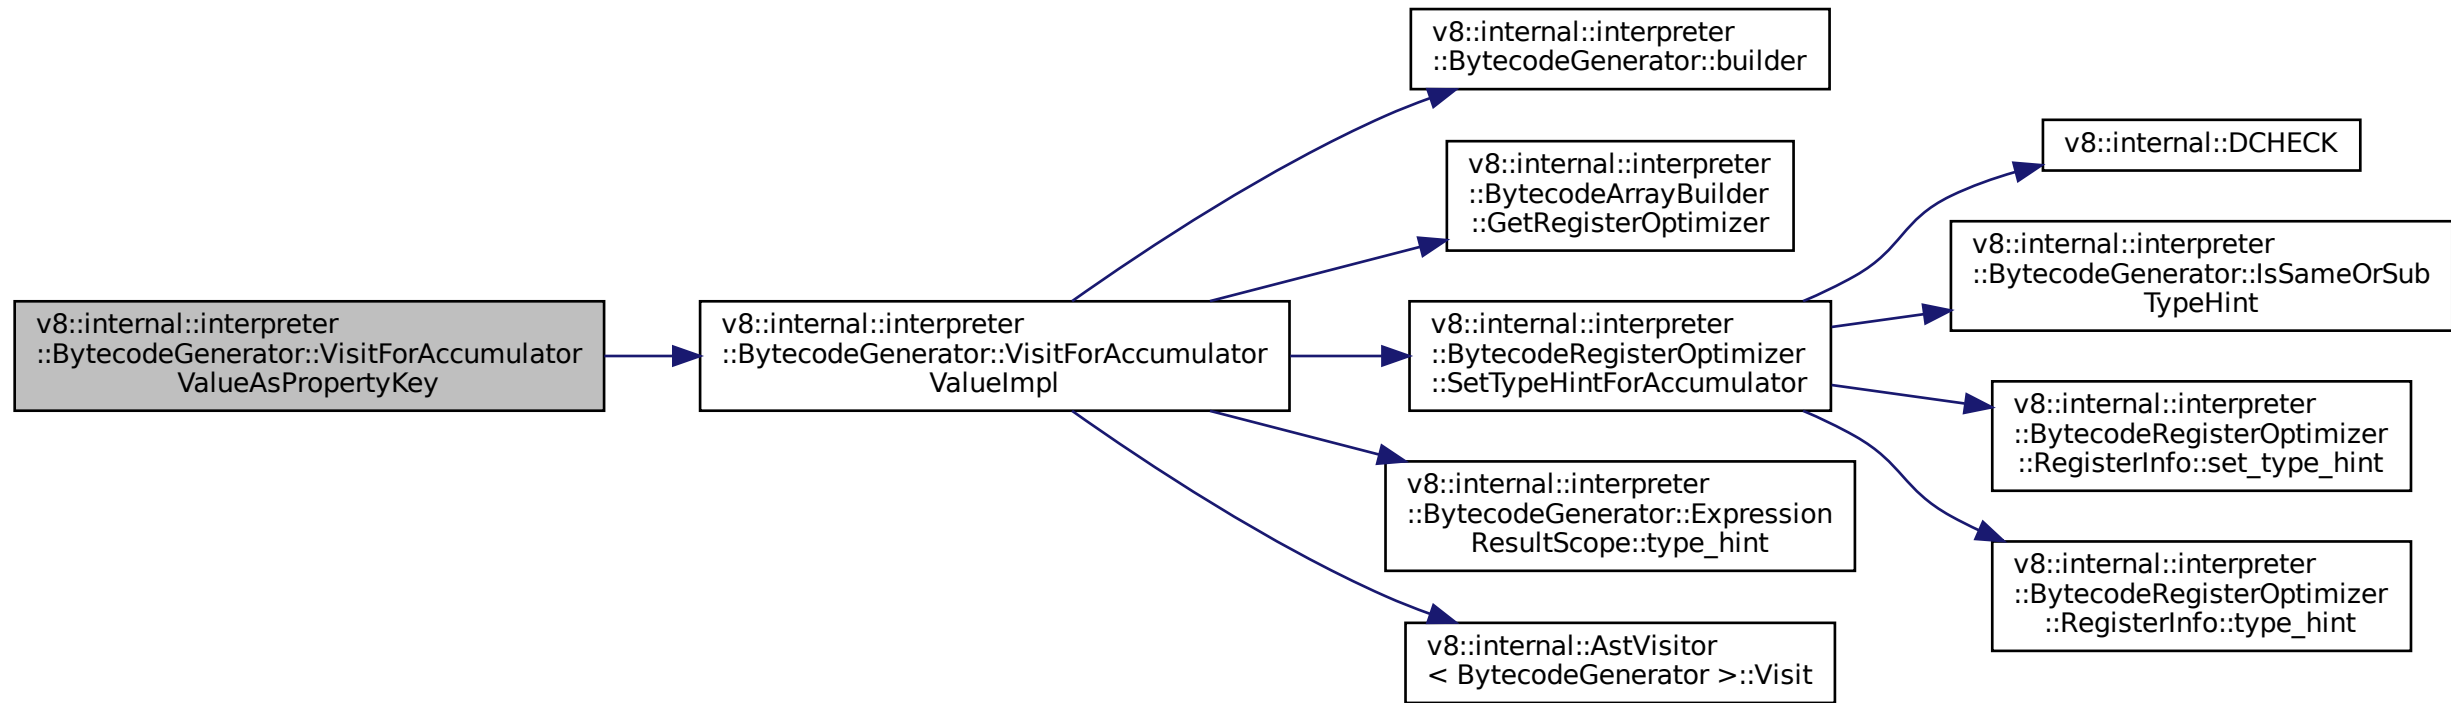 v8::internal::interpreter
::BytecodeGenerator::VisitForAccumulator
ValueAsPropertyKey
v8::internal::interpreter
::BytecodeGenerator::VisitForAccumulator
ValueImpl
v8::internal::interpreter
::BytecodeGenerator::builder
v8::internal::interpreter
::BytecodeArrayBuilder
::GetRegisterOptimizer
v8::internal::interpreter
::BytecodeRegisterOptimizer
::SetTypeHintForAccumulator
v8::internal::interpreter
::BytecodeGenerator::Expression
ResultScope::type_hint
v8::internal::AstVisitor
< BytecodeGenerator >::Visit
v8::internal::DCHECK
v8::internal::interpreter
::BytecodeGenerator::IsSameOrSub
TypeHint
v8::internal::interpreter
::BytecodeRegisterOptimizer
::RegisterInfo::set_type_hint
v8::internal::interpreter
::BytecodeRegisterOptimizer
::RegisterInfo::type_hint